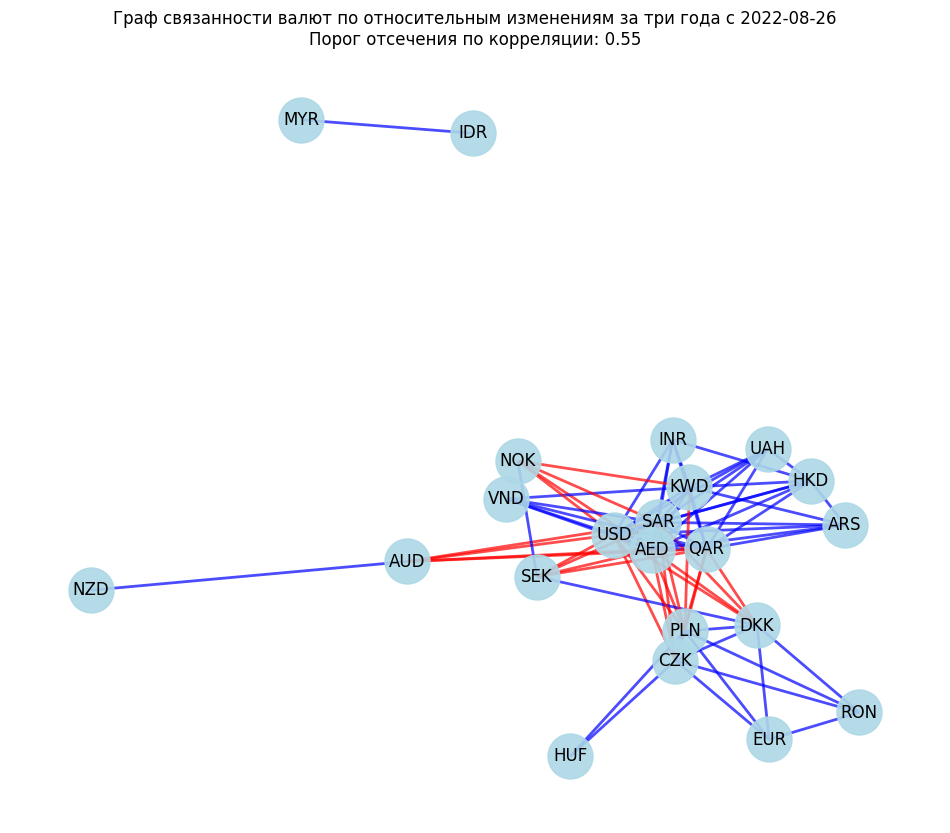 Граф связанности валют по относительным изменениям за три года с 2022-08-26
Порог отсечения по корреляции: 0.55
MYR
IDR
INR
UAH
NOK
HKD
KWD
VND
SAR
ARS
USD
AED
QAR
AUD
SEK
NZD
DKK
PLN
CZK
RON
EUR
HUF